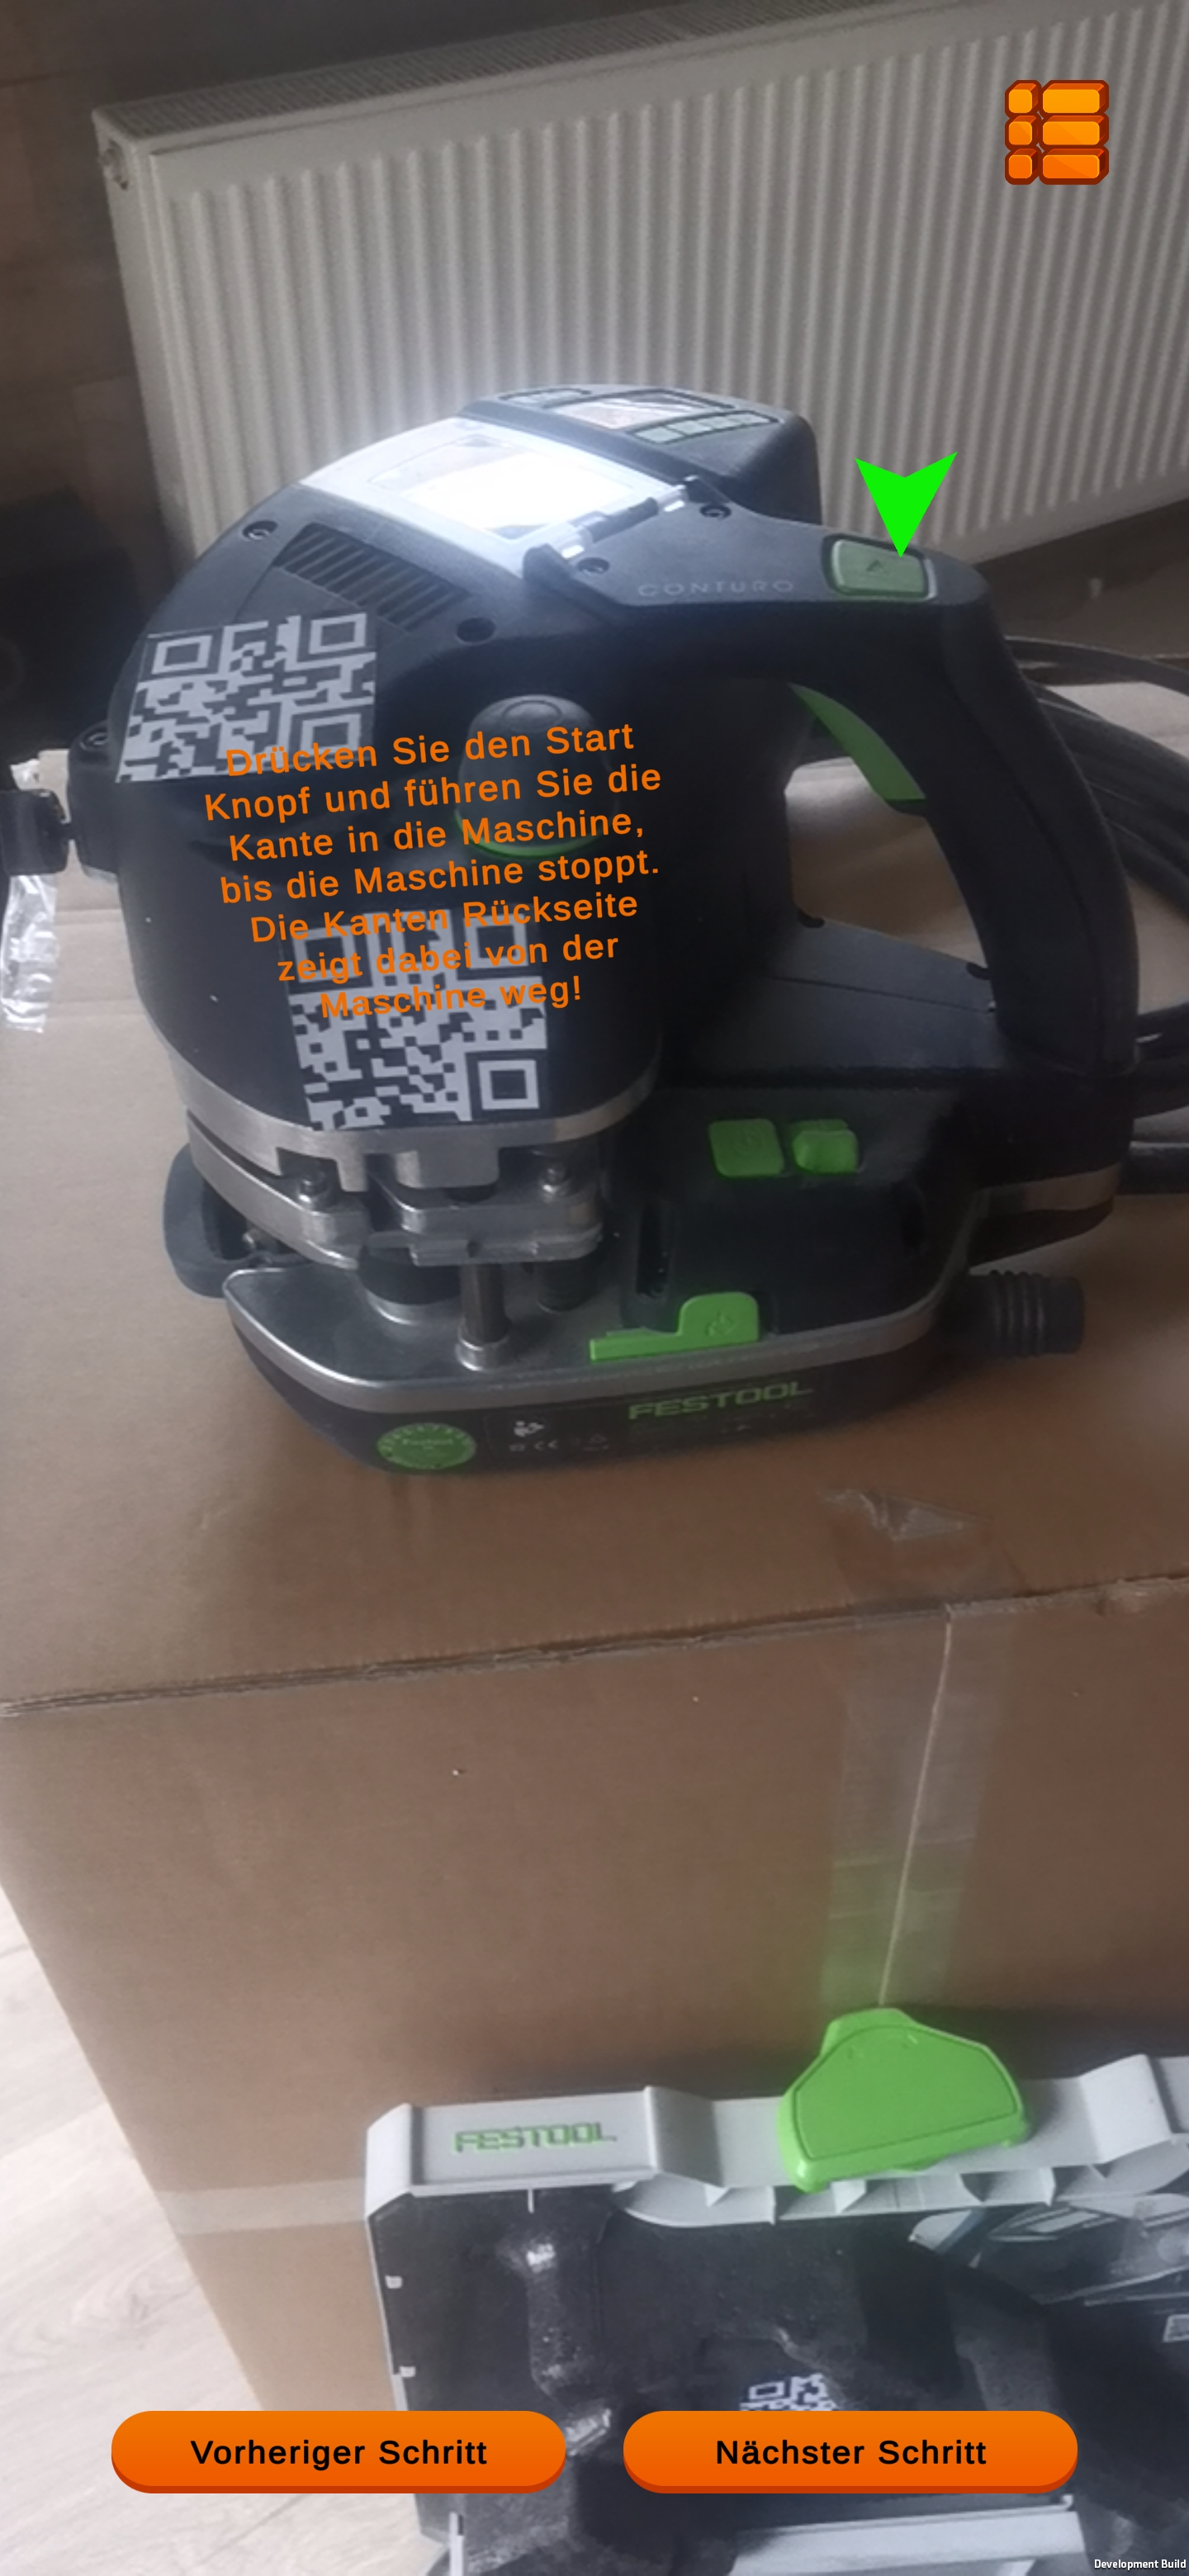 CONTURO
Drücken Sie den Start
Knopf und führen Sie die
Kante in die Maschine,
bis die Maschine stoppt.
Die Kanten Rückseite
zeigt dabei von der
Maschine weg!
FESTOOL
FESTOOL
Vorheriger Schritt
Nächster Schritt
Development Build